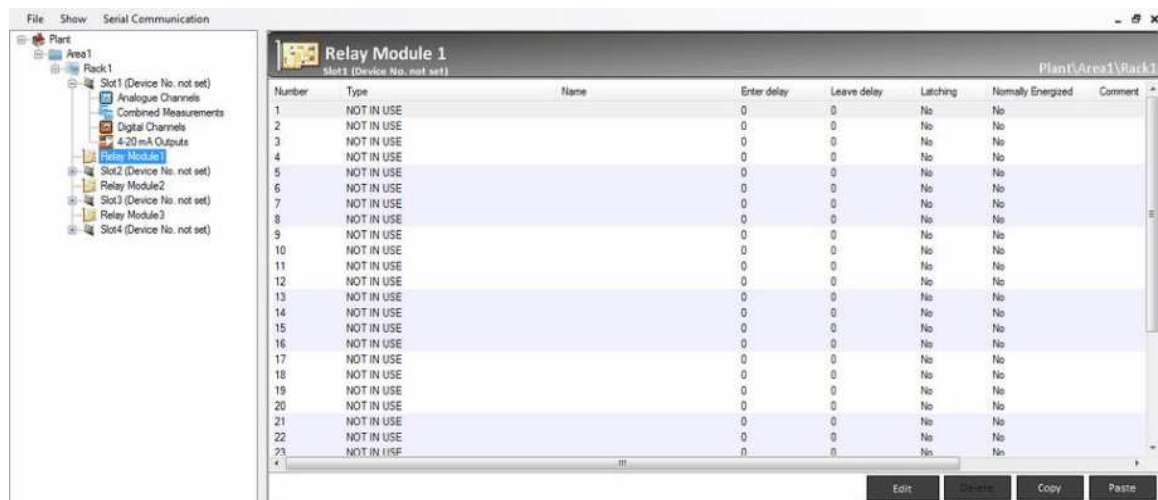 File Show Serial Communication
Plant
Area1
Rack1
Slot1 (Device No. not set)
Analogue Channels
Combined Measurements
Digital Channels
4-20 mA Outputs
Relay Module1
Slot2 (Device No. not set)
Relay Module2
Slot3 (Device No. not set)
Relay Module3
Slot4 (Device No. not set)
Relay Module 1
Slot1 (Device No. not set)
Plant\Area1\Rack1
Number Type Name Enter delay Leave delay Latching Normally Energized Comment
1 NOT IN USE 0 0 No No
2 NOT IN USE 0 0 No No
3 NOT IN USE 0 0 No No
4 NOT IN USE 0 0 No No
5 NOT IN USE 0 0 No No
6 NOT IN USE 0 0 No No
7 NOT IN USE 0 0 No No
8 NOT IN USE 0 0 No No
9 NOT IN USE 0 0 No No
10 NOT IN USE 0 0 No No
11 NOT IN USE 0 0 No No
12 NOT IN USE 0 0 No No
13 NOT IN USE 0 0 No No
14 NOT IN USE 0 0 No No
15 NOT IN USE 0 0 No No
16 NOT IN USE 0 0 No No
17 NOT IN USE 0 0 No No
18 NOT IN USE 0 0 No No
19 NOT IN USE 0 0 No No
20 NOT IN USE 0 0 No No
21 NOT IN USE 0 0 No No
22 NOT IN USE 0 0 No No
23 NOT IN USE 0 0 No No
Edit Delete Copy Paste